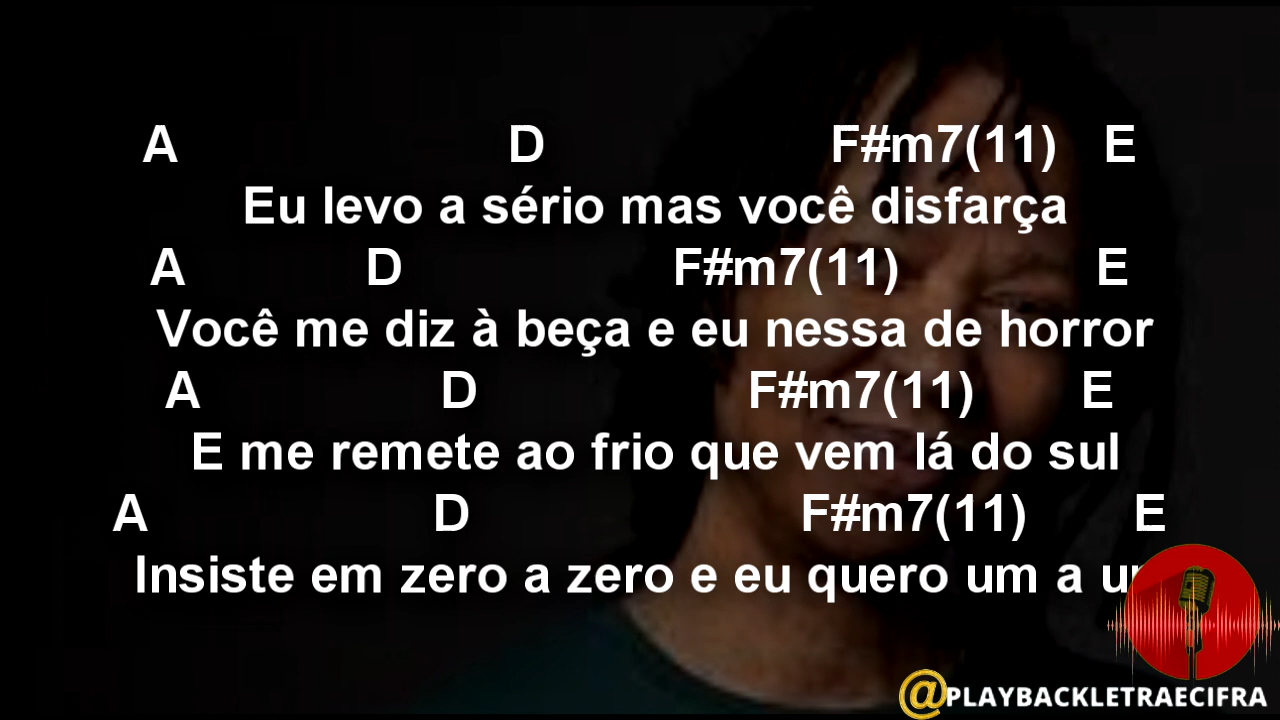 A D F#m7(11) E
Eu levo a sério mas você disfarça
A D F#m7(11) E
Você me diz à beça e eu nessa de horror
A D F#m7(11) E
E me remete ao frio que vem lá do sul
A D F#m7(11) E
Insiste em zero a zero e eu quero um a
@PLAYBACKLETRAECIFRA